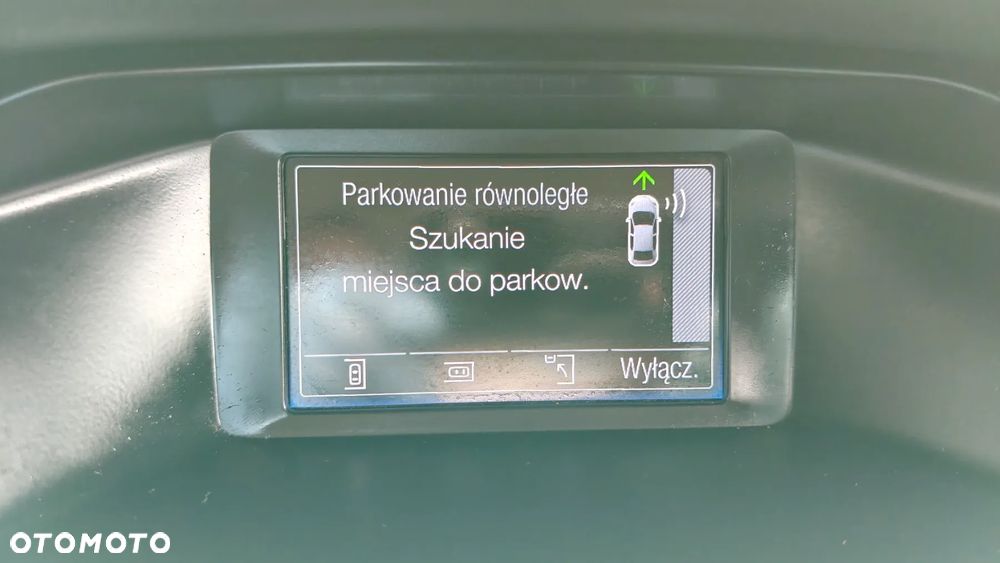 Parkowanie równoległe
Szukanie
miejsca do parkow.
Wyłącz.
OTOMOTO